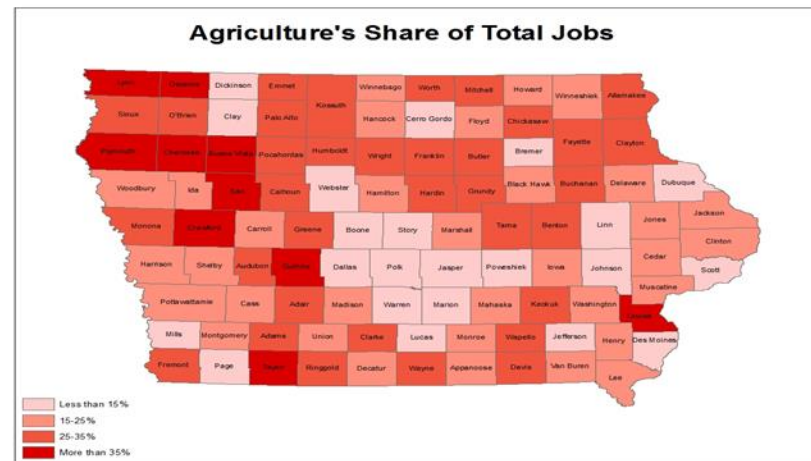 Agriculture's Share of Total Jobs
Lyon Osceola Dickinson Emmet Winnebago Worth Mitchell Howard Winneshiek Allamakee
Kossuth
Sioux O'Brien Clay Palo Alto Hancock Cerro Gordo Floyd Chickasaw
Fayette Clayton
Plymouth Cherokee Buena Vista Pocahontas Humboldt Wright Franklin Butler Bremer
Woodbury Ida Sac Calhoun Webster Hamilton Hardin Grundy Black Hawk Buchanan Delaware Dubuque
Monona Crawford Carroll Greene Boone Story Marshall Tama Benton Linn Jones Jackson
Clinton
Harrison Shelby Audubon Guthrie Dallas Polk Jasper Poweshiek Iowa Johnson Cedar Scott
Muscatine
Pottawattamie Cass Adair Madison Warren Marion Mahaska Keokuk Washington Louisa
Mills Montgomery Adams Union Clarke Lucas Monroe Wapello Jefferson Henry Des Moines
Fremont Page Taylor Ringgold Decatur Wayne Appanoose Davis Van Buren Lee
Less than 15%
15-25%
25-35%
More than 35%